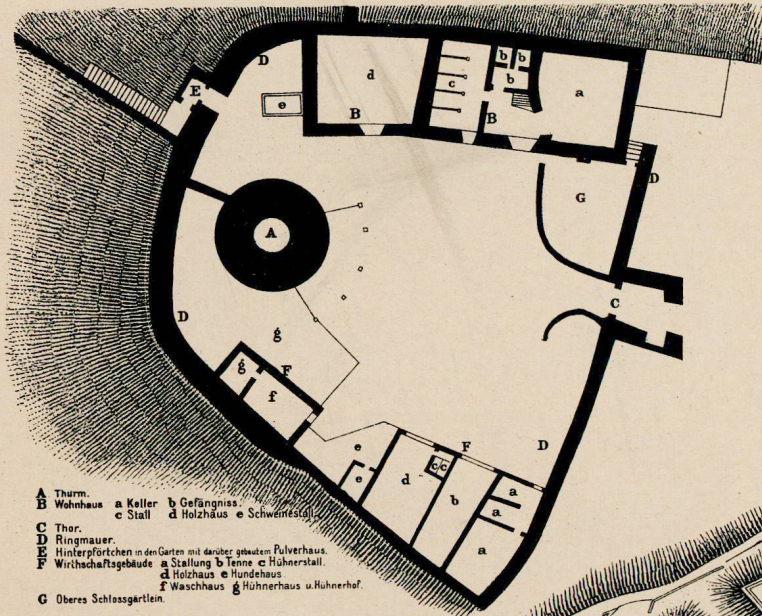 D
E
e
d
B
c
b b
b
B
a
D
G
A
C
D
g
g
F
f
e
e
F
d
c c
b
D
a
a
a
A Thurm.
B Wohnhaus a Keller b Gefängniss.
c Stall d Holzhaus e Schweinestall
C Thor.
D Ringmauer.
E Hinterpförtchen in den Garten mit darüber gebautem Pulverhaus.
F Wirthschaftsgebäude a Stallung b Tenne c Hühnerstall.
d Holzhaus e Hundehaus.
f Waschhaus g Hühnerhaus u. Hühnerhof.
G Oberes Schlossgärtlein.